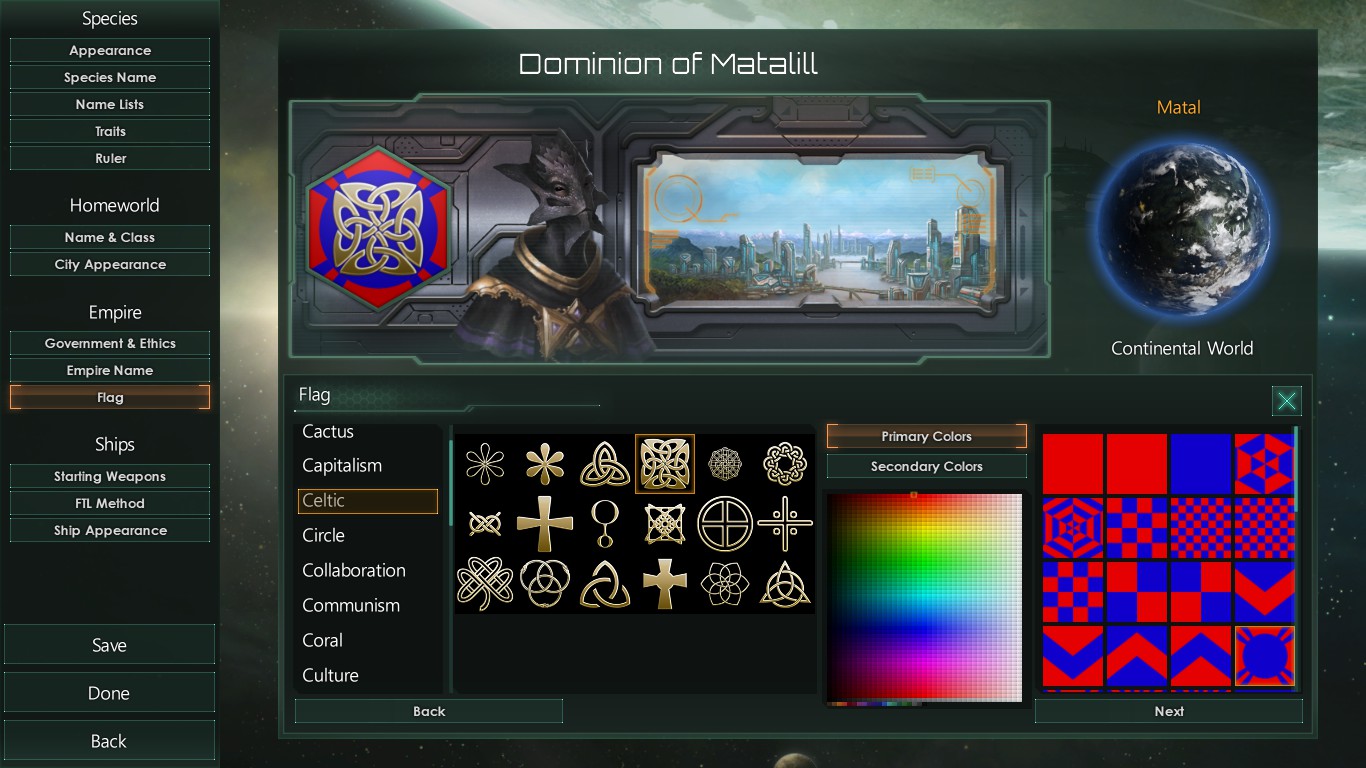 Species
Appearance
Species Name
Name Lists
Traits
Ruler
Homeworld
Name & Class
City Appearance
Empire
Government & Ethics
Empire Name
Flag
Ships
Starting Weapons
FTL Method
Ship Appearance
Save
Done
Back
Dominion of Matalill
Matal
Continental World
Flag
Cactus
Capitalism
Celtic
Circle
Collaboration
Communism
Coral
Culture
Primary Colors
Secondary Colors
Back
Next